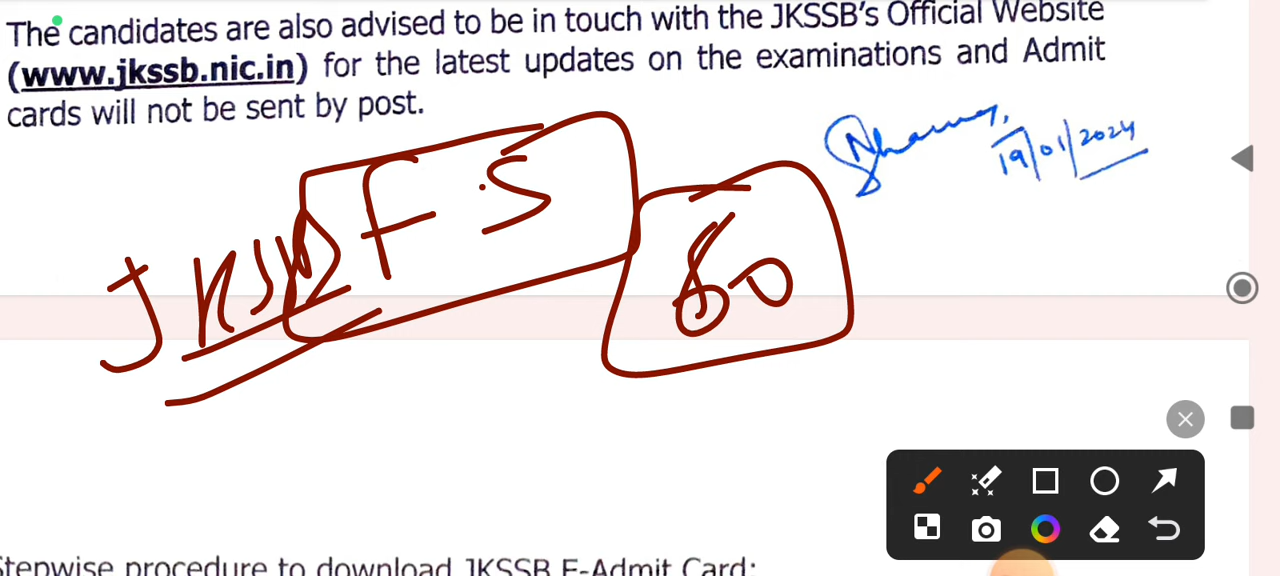 The candidates are also advised to be in touch with the JKSSB's Official Website
(www.jkssb.nic.in) for the latest updates on the examinations and Admit
cards will not be sent by post.
19/01/2024
FS
80
Stepwise procedure to download JKSSB E-Admit Card: